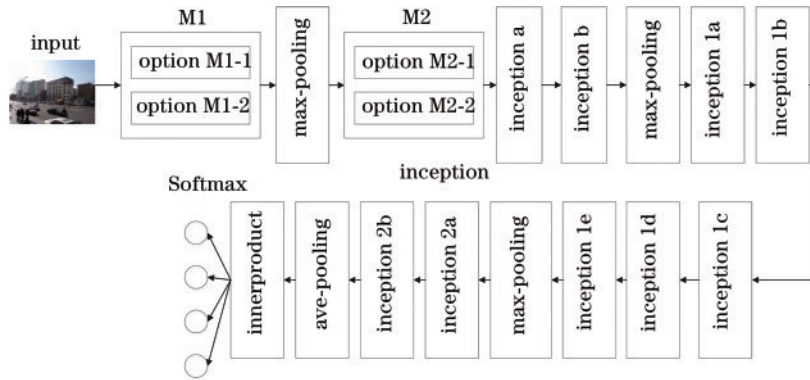 input
M1
option M1-1
option M1-2
max-pooling
M2
option M2-1
option M2-2
inception a
inception b
max-pooling
inception 1a
inception 1b
inception
inception 1c
inception 1d
inception 1e
max-pooling
inception 2a
inception 2b
ave-pooling
innerproduct
Softmax